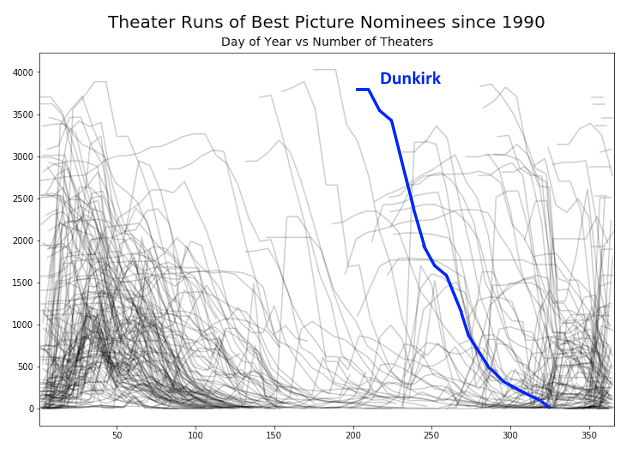 Theater Runs of Best Picture Nominees since 1990
Day of Year vs Number of Theaters
Dunkirk
4000
3500
3000
2500
2000
1500
1000
500
0
50 100 150 200 250 300 350